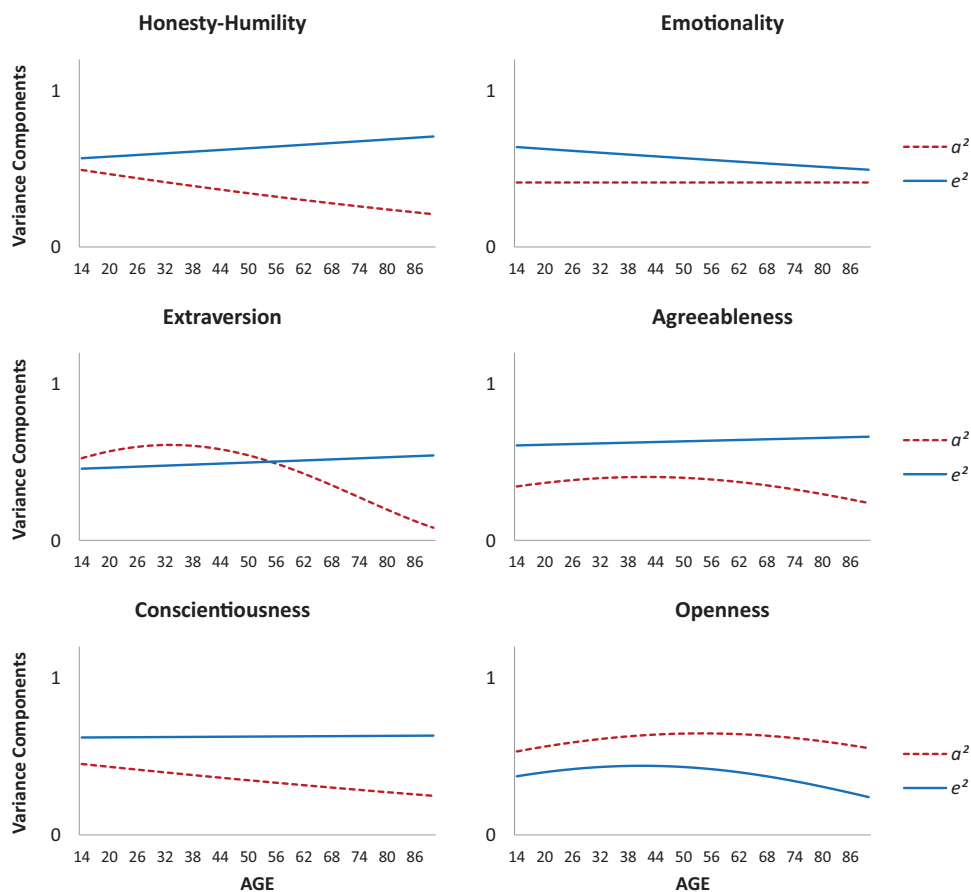 Honesty-Humility
Emotionality
Variance Components
1
0
14 20 26 32 38 44 50 56 62 68 74 80 86
1
0
14 20 26 32 38 44 50 56 62 68 74 80 86
a²
e²
Extraversion
Agreeableness
Variance Components
1
0
14 20 26 32 38 44 50 56 62 68 74 80 86
1
0
14 20 26 32 38 44 50 56 62 68 74 80 86
a²
e²
Conscientiousness
Openness
Variance Components
1
0
14 20 26 32 38 44 50 56 62 68 74 80 86
AGE
1
0
14 20 26 32 38 44 50 56 62 68 74 80 86
AGE
a²
e²